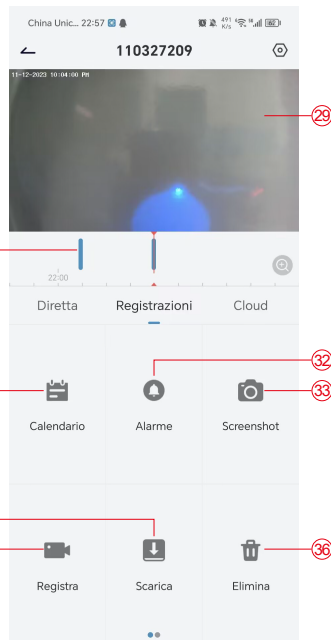 China Unic... 22:57 491 K/s 62
110327209
11-12-2023 10:04:00 PM
29
22:00
Diretta Registrazioni Cloud
32
33
Calendario Alarme Screenshot
36
Registra Scarica Elimina